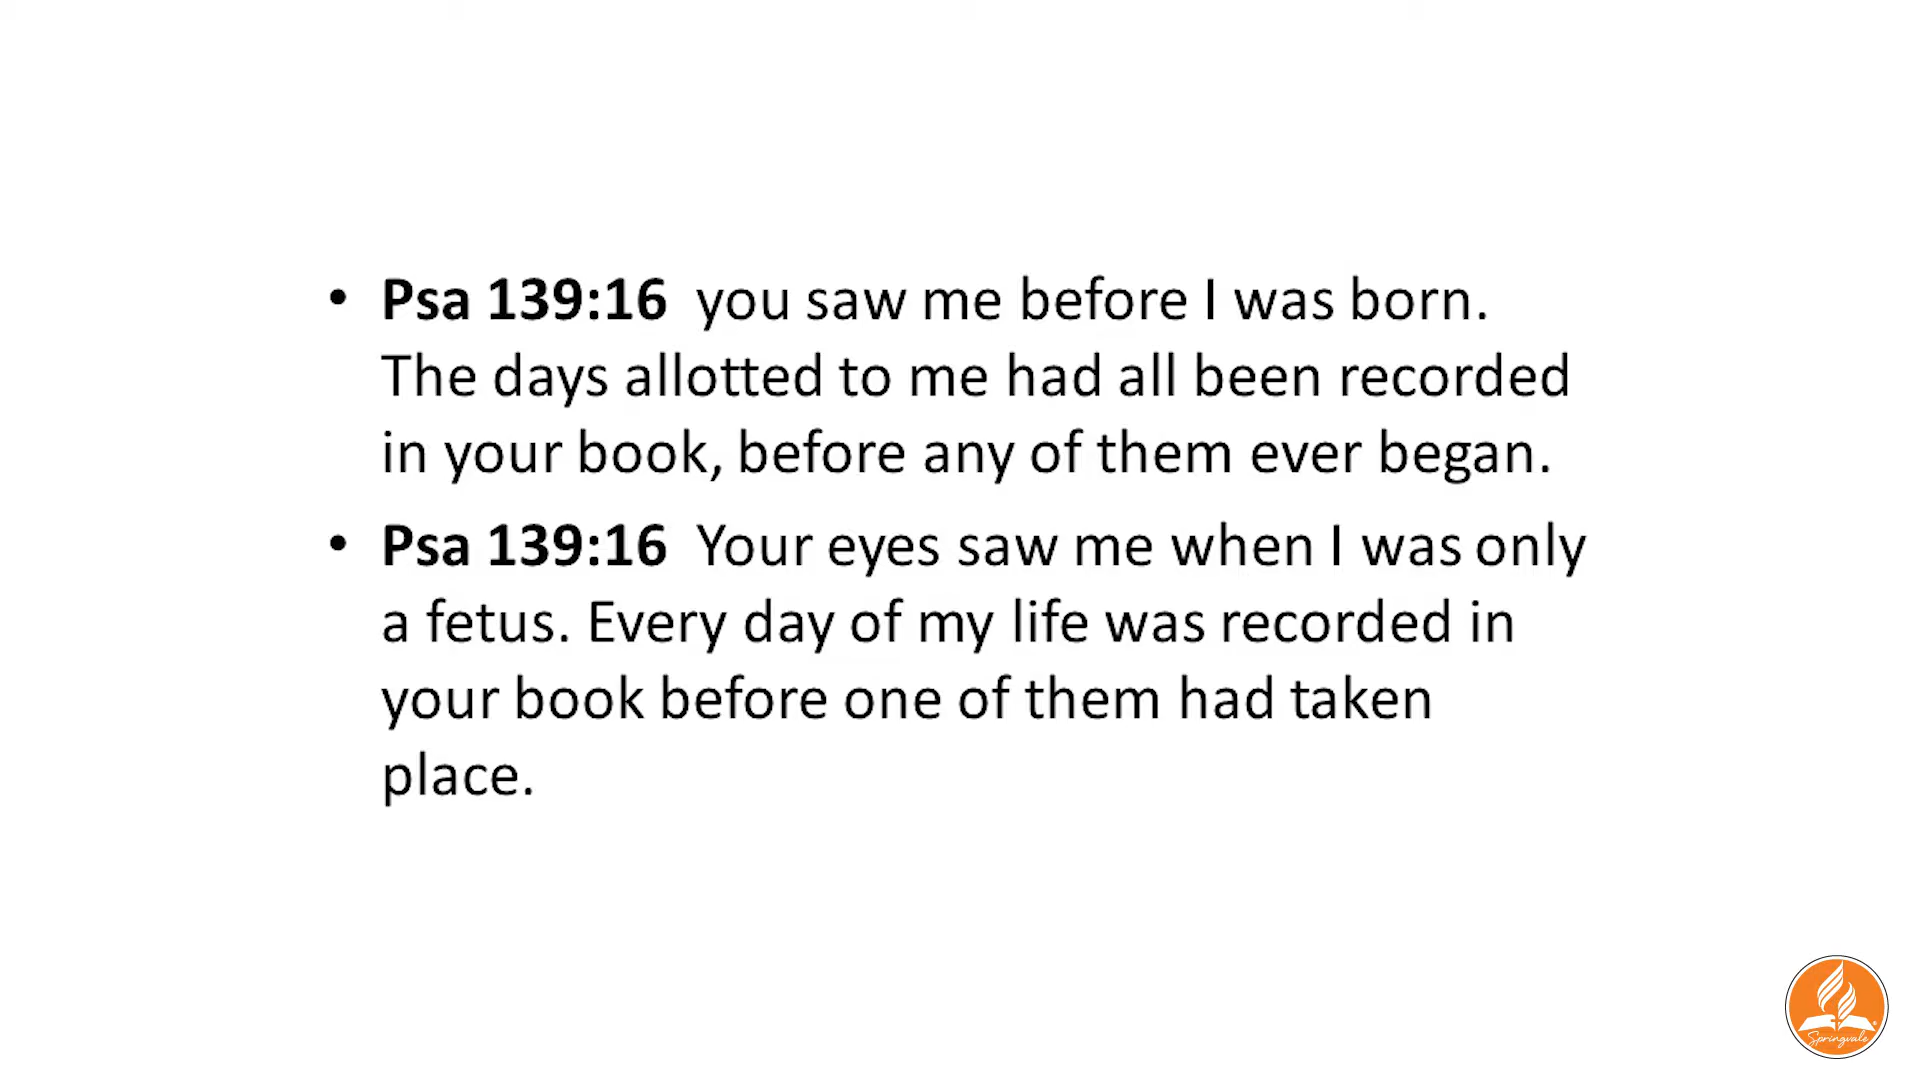 • Psa 139:16 you saw me before I was born.
The days allotted to me had all been recorded
in your book, before any of them ever began.
• Psa 139:16 Your eyes saw me when I was only
a fetus. Every day of my life was recorded in
your book before one of them had taken
place.
Springvale